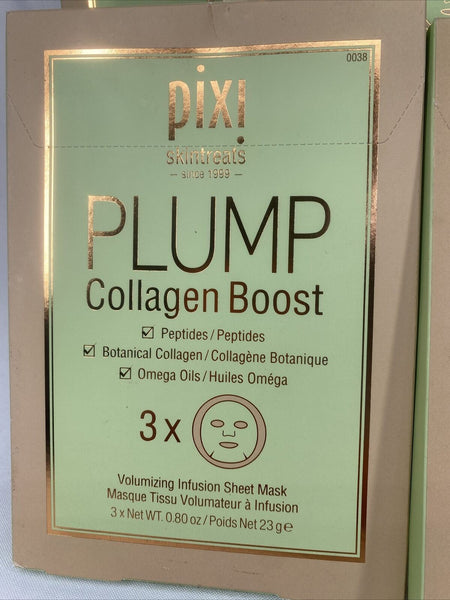 0038
pixi
skintreats
— since 1999 —
PLUMP
Collagen Boost
☑ Peptides / Peptides
☑ Botanical Collagen / Collagène Botanique
☑ Omega Oils / Huiles Oméga
3 x
Volumizing Infusion Sheet Mask
Masque Tissu Volumateur à Infusion
3 x Net WT. 0.80 oz / Poids Net 23 g e